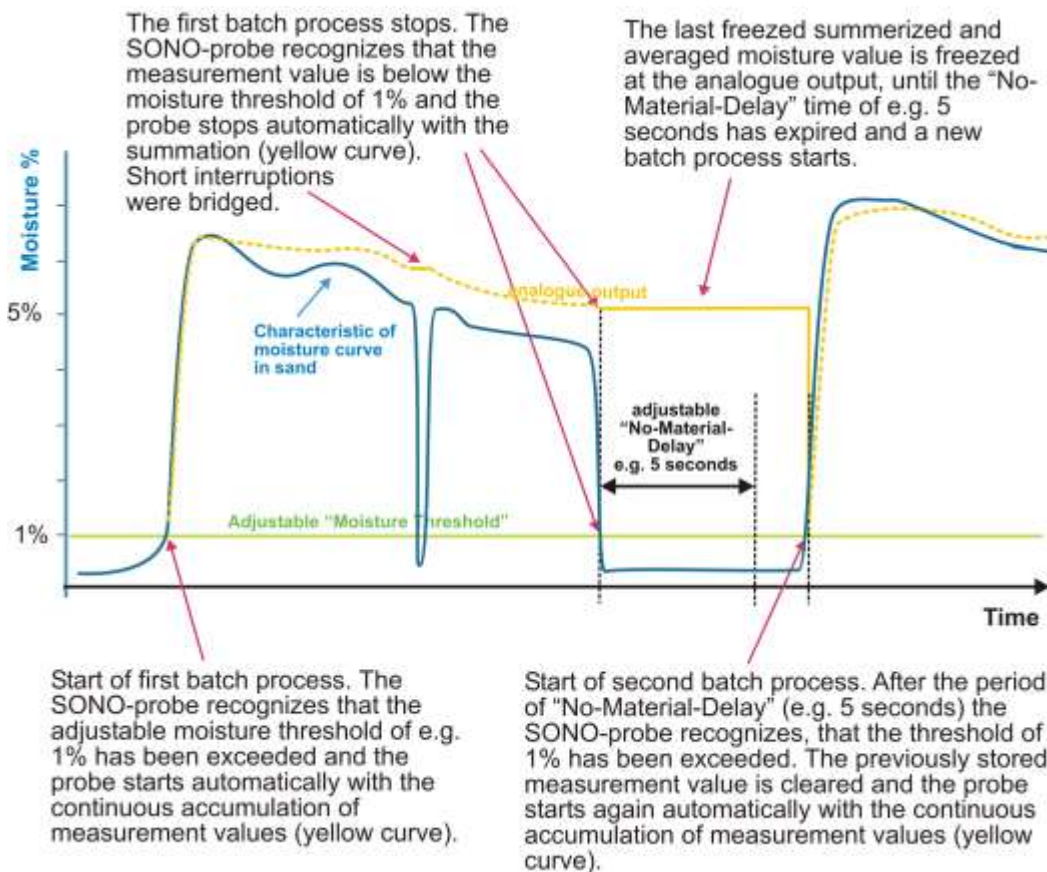 The first batch process stops. The
SONO-probe recognizes that the
measurement value is below the
moisture threshold of 1% and the
probe stops automatically with the
summation (yellow curve).
Short interruptions
were bridged.
The last freezed summerized and
averaged moisture value is freezed
at the analogue output, until the “No-
Material-Delay” time of e.g. 5
seconds has expired and a new
batch process starts.
Moisture %
5%
1%
analogue output
Characteristic of
moisture curve
in sand
adjustable
“No-Material-
Delay”
e.g. 5 seconds
Adjustable “Moisture Threshold”
Time
Start of first batch process. The
SONO-probe recognizes that the
adjustable moisture threshold of e.g.
1% has been exceeded and the
probe starts automatically with the
continuous accumulation of
measurement values (yellow curve).
Start of second batch process. After the period
of “No-Material-Delay” (e.g. 5 seconds) the
SONO-probe recognizes, that the threshold of
1% has been exceeded. The previously stored
measurement value is cleared and the probe
starts again automatically with the continuous
accumulation of measurement values (yellow
curve).